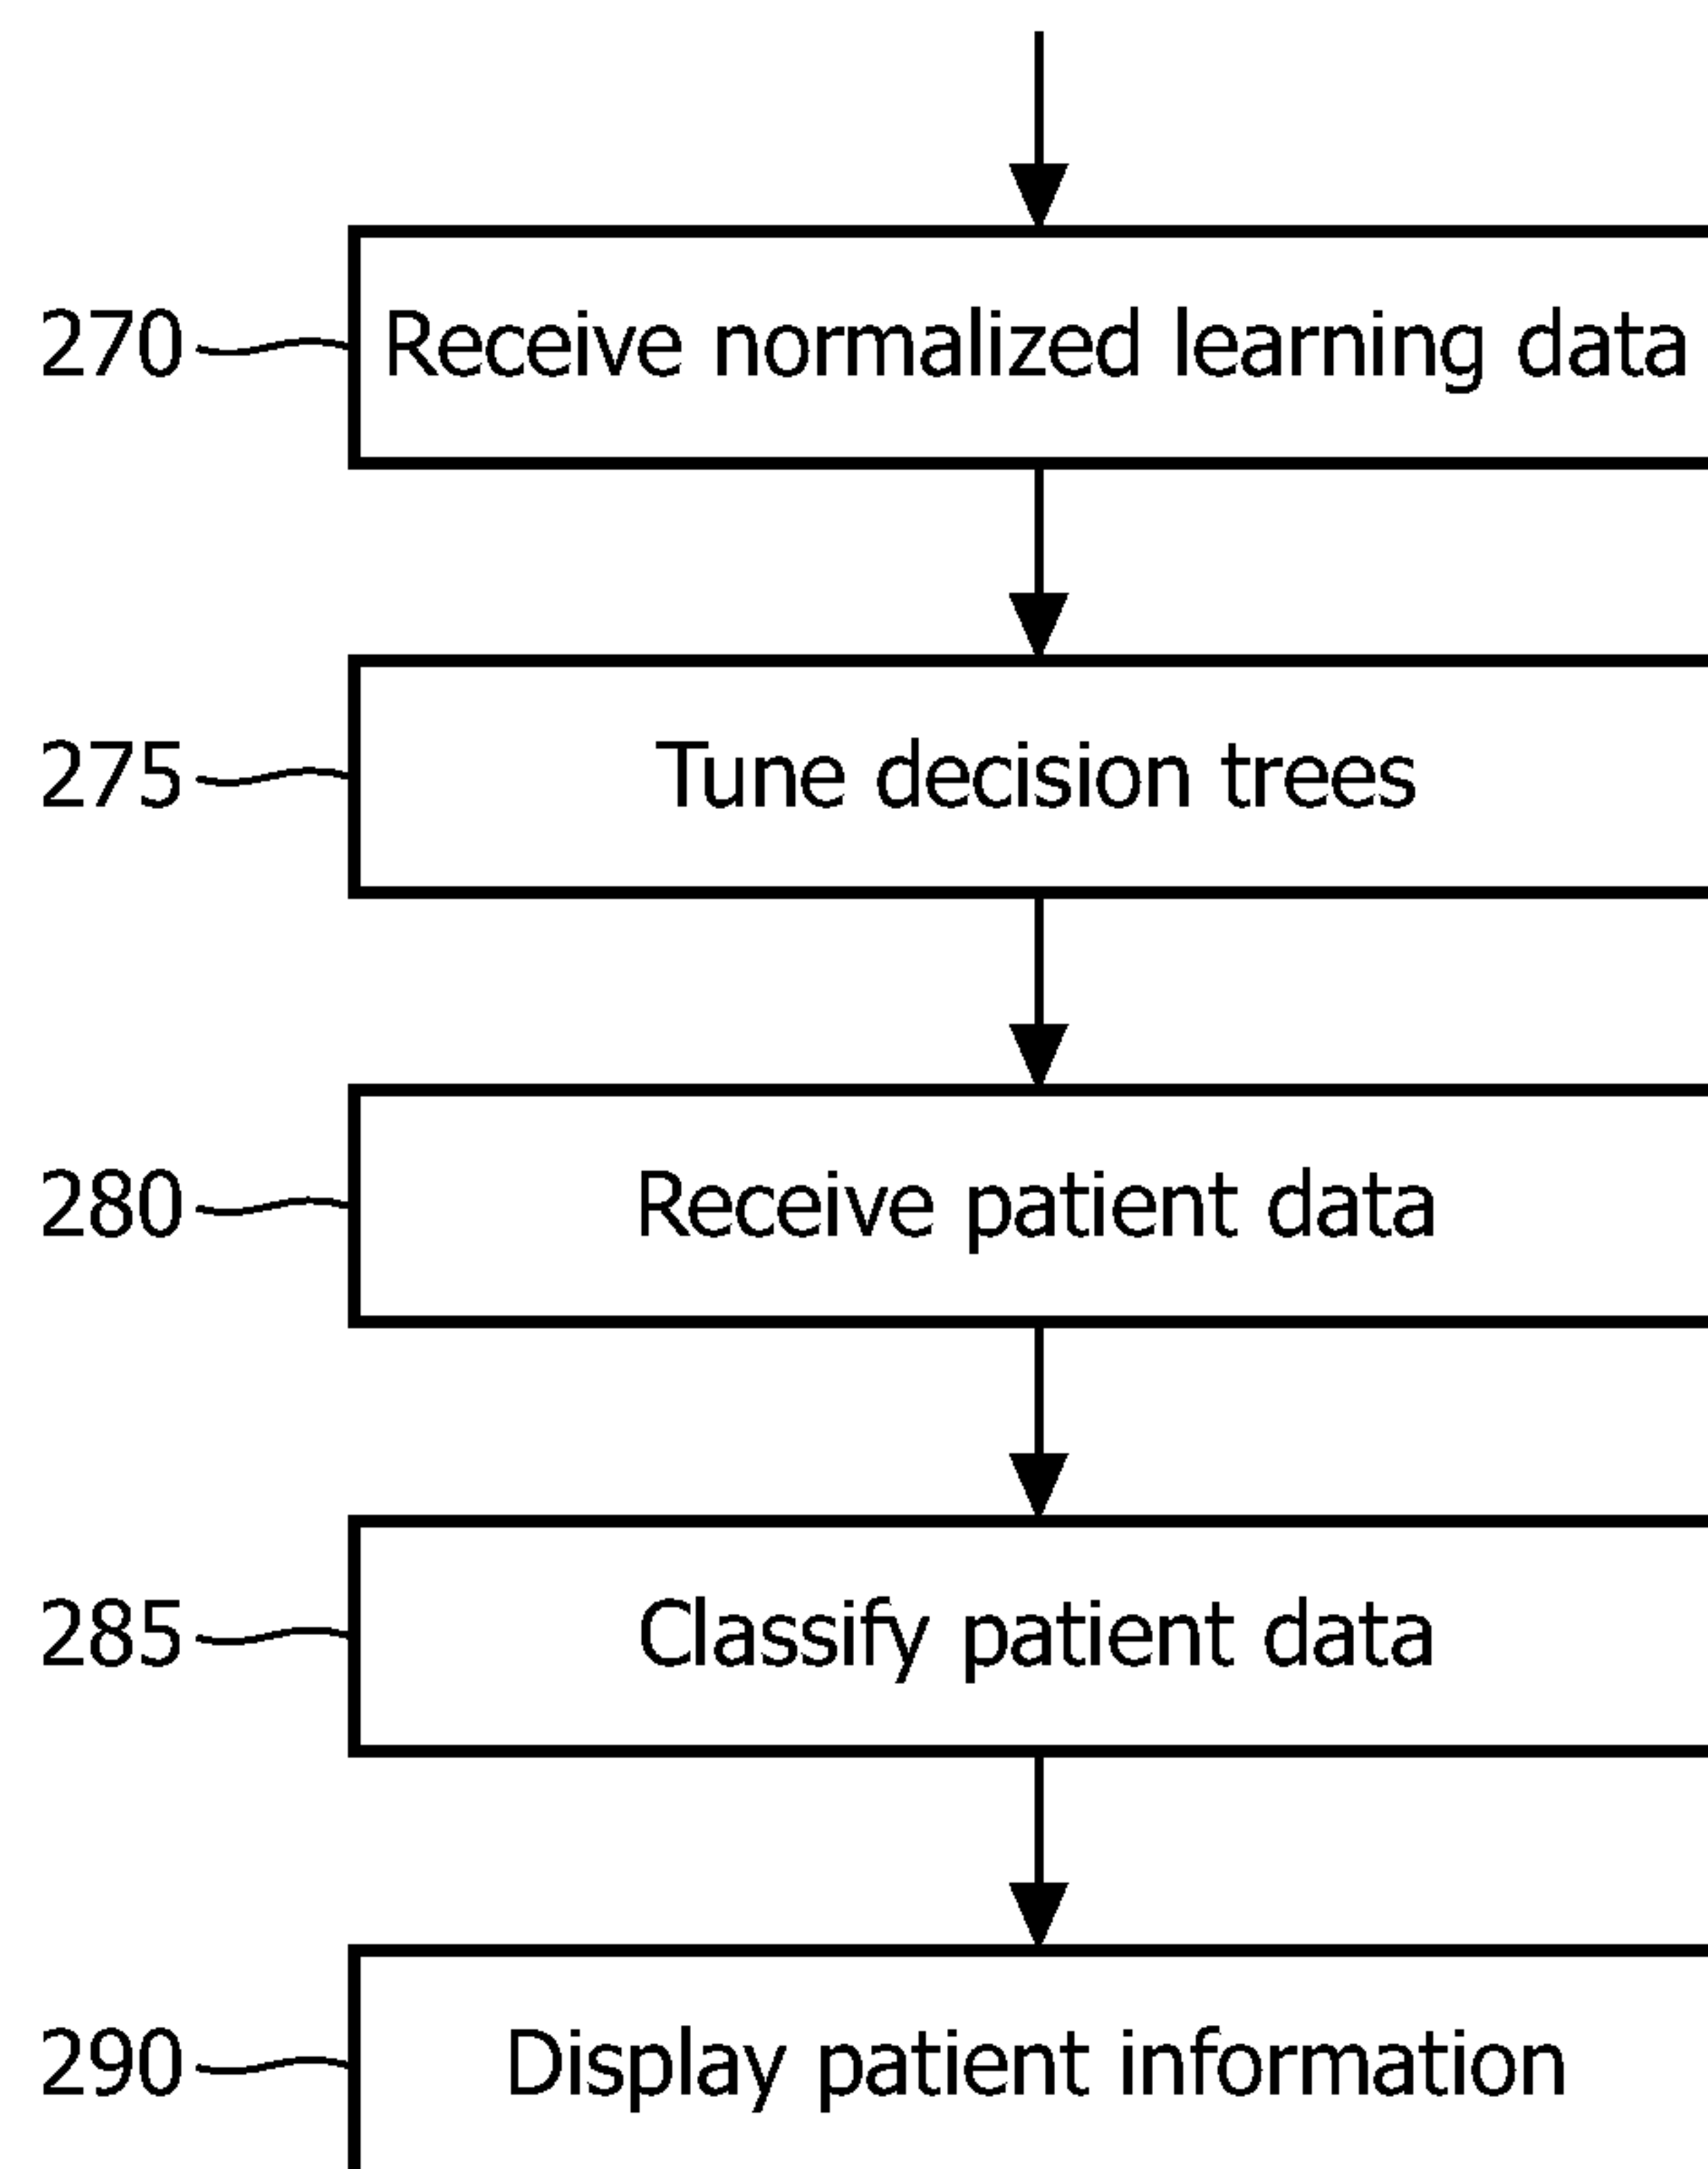 270 Receive normalized learning data
275 Tune decision trees
280 Receive patient data
285 Classify patient data
290 Display patient information